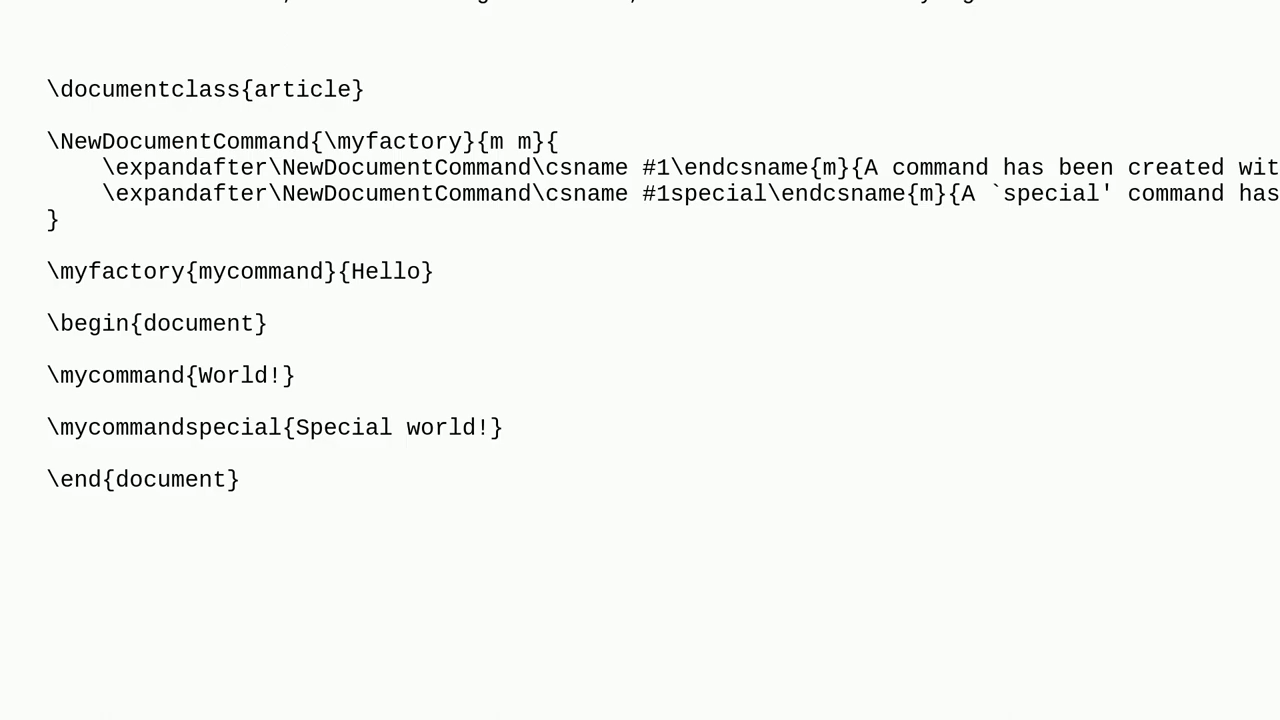 \documentclass{article}
\NewDocumentCommand{\myfactory}{m m}{
\expandafter\NewDocumentCommand\csname #1\endcsname{m}{A command has been created wit
\expandafter\NewDocumentCommand\csname #1special\endcsname{m}{A `special' command has
}
\myfactory{mycommand}{Hello}
\begin{document}
\mycommand{World!}
\mycommandspecial{Special world!}
\end{document}